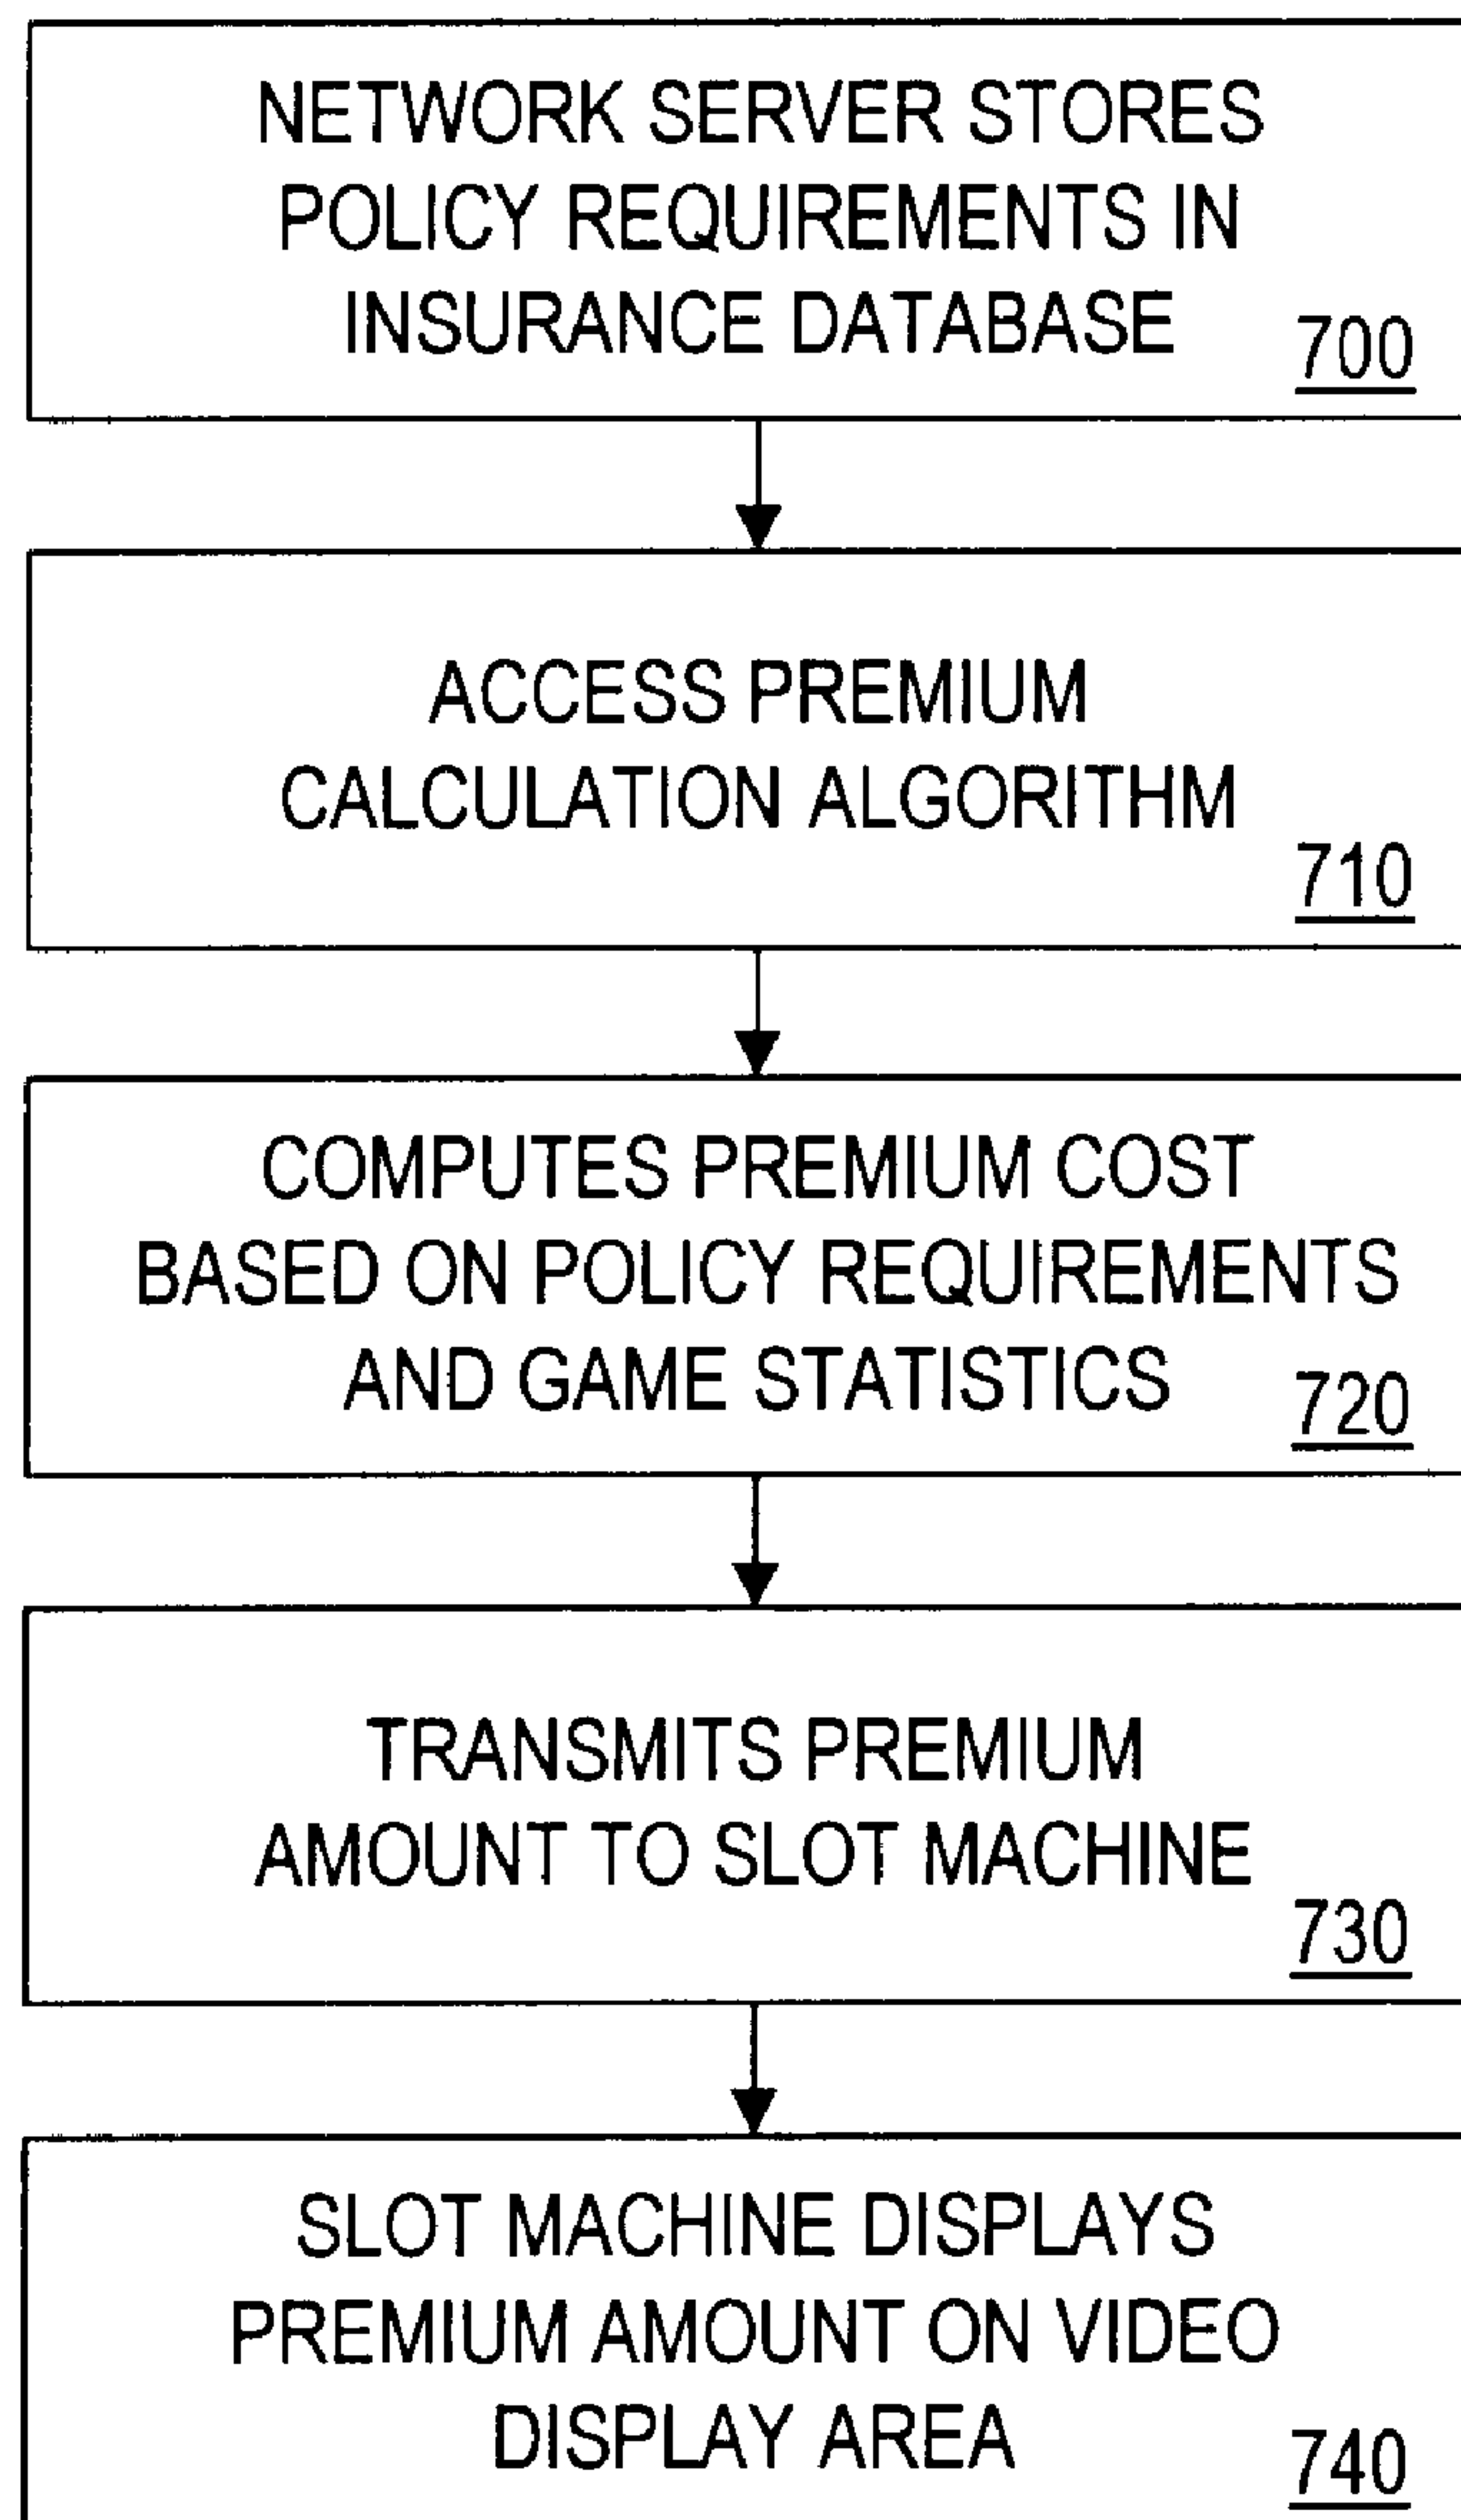 NETWORK SERVER STORES
POLICY REQUIREMENTS IN
INSURANCE DATABASE
700
ACCESS PREMIUM
CALCULATION ALGORITHM
710
COMPUTES PREMIUM COST
BASED ON POLICY REQUIREMENTS
AND GAME STATISTICS
720
TRANSMITS PREMIUM
AMOUNT TO SLOT MACHINE
730
SLOT MACHINE DISPLAYS
PREMIUM AMOUNT ON VIDEO
DISPLAY AREA
740